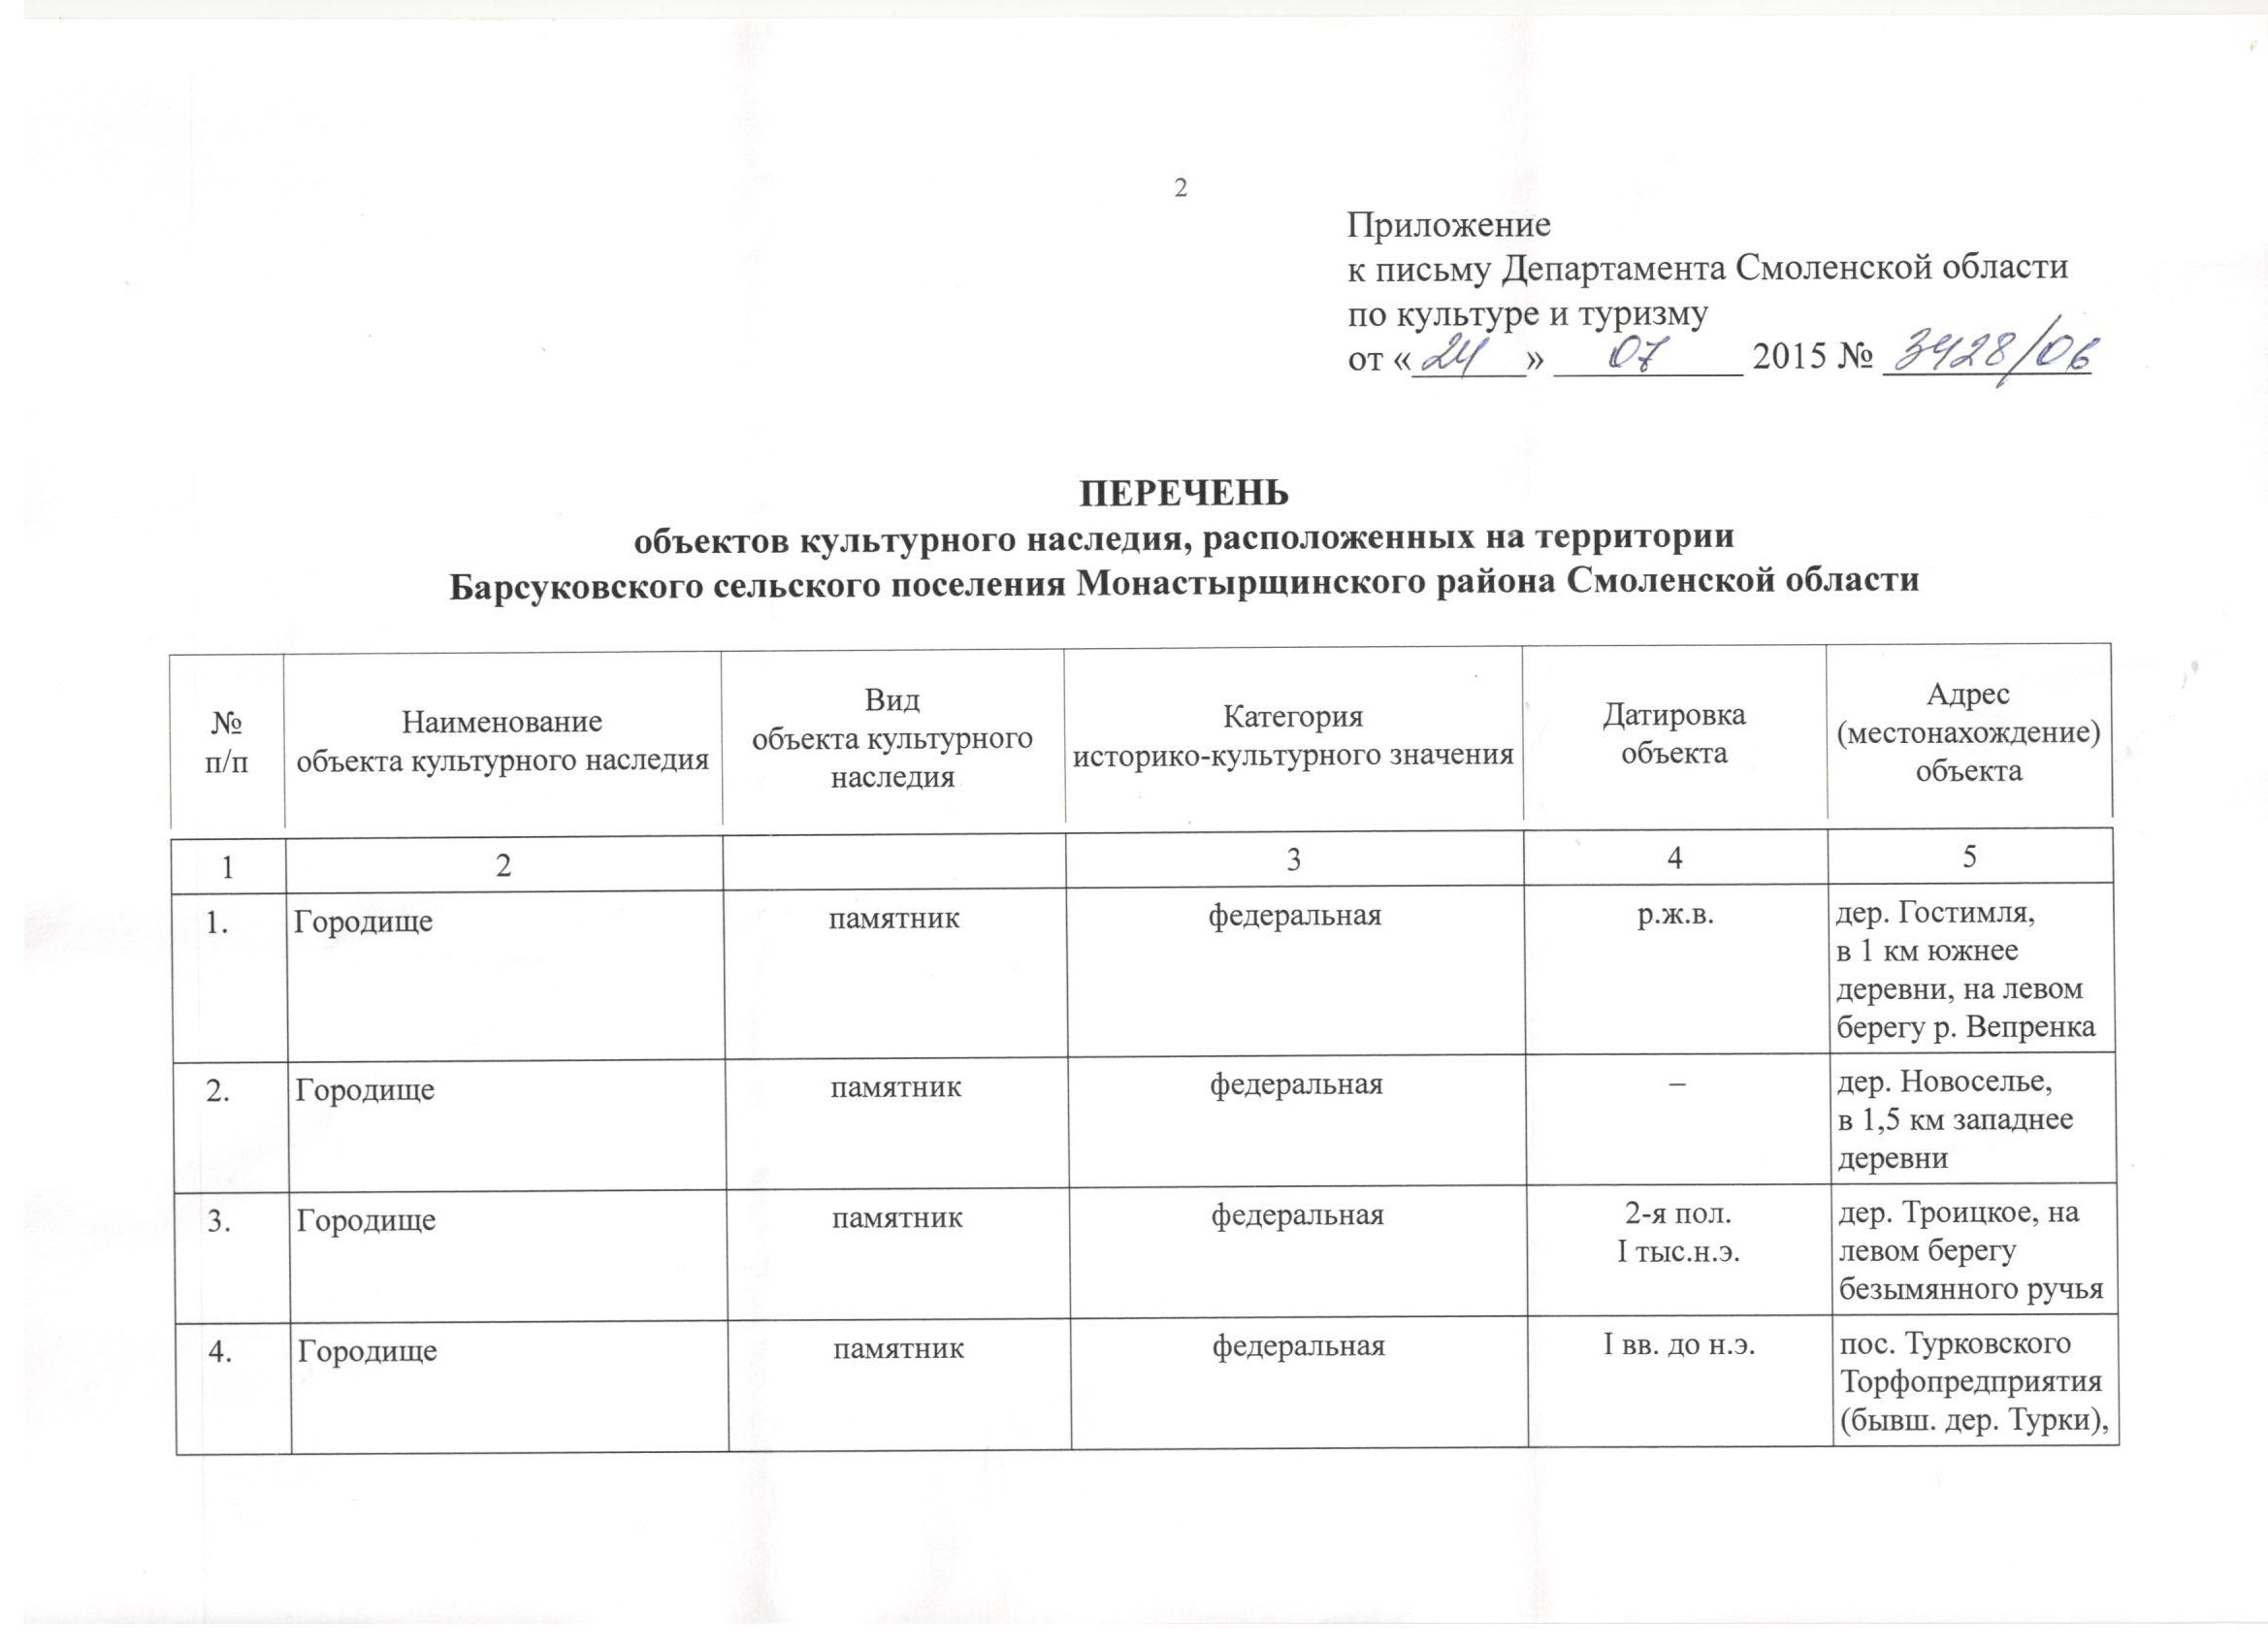 2
Приложение
к письму Департамента Смоленской области
по культуре и туризму
от «24» 07 2015 № 3428/06
ПЕРЕЧЕНЬ
объектов культурного наследия, расположенных на территории
Барсуковского сельского поселения Монастырщинского района Смоленской области
№
п/п
Наименование
объекта культурного наследия
Вид
объекта культурного
наследия
Категория
историко-культурного значения
Датировка
объекта
Адрес
(местонахождение)
объекта
1 2 3 4 5
1. Городище памятник федеральная р.ж.в. дер. Гостимля,
в 1 км южнее
деревни, на левом
берегу р. Вепренка
2. Городище памятник федеральная – дер. Новоселье,
в 1,5 км западнее
деревни
3. Городище памятник федеральная 2-я пол. дер. Троицкое, на
I тыс.н.э. левом берегу
безымянного ручья
4. Городище памятник федеральная I вв. до н.э. пос. Турковского
Торфопредприятия
(бывш. дер. Турки),